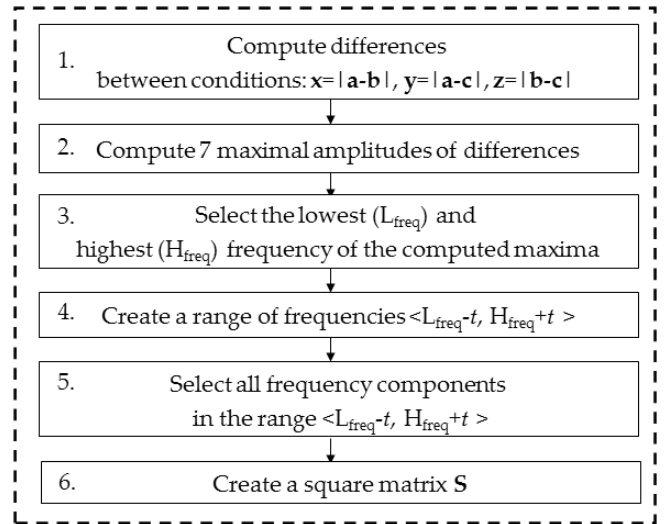 1. Compute differences
between conditions: x=|a-b|, y=|a-c|, z=|b-c|
2. Compute 7 maximal amplitudes of differences
3. Select the lowest (Lfreq) and
highest (Hfreq) frequency of the computed maxima
4. Create a range of frequencies <Lfreq-t, Hfreq+t >
5. Select all frequency components
in the range <Lfreq-t, Hfreq+t >
6. Create a square matrix S